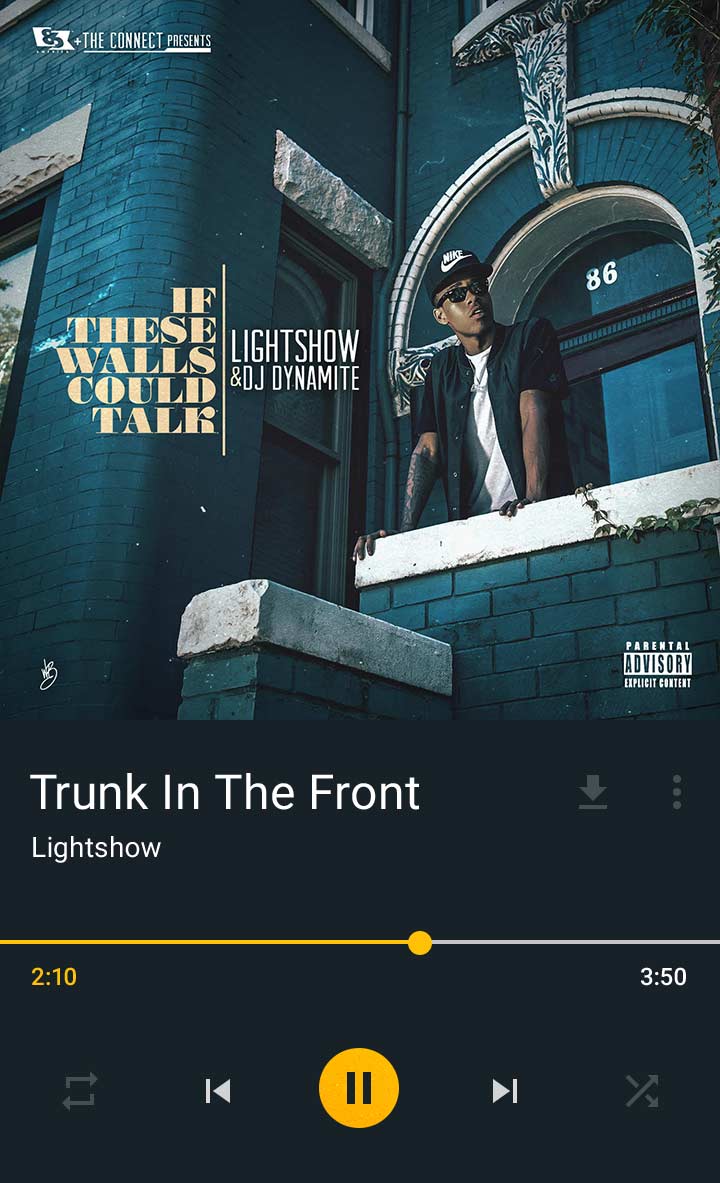 +THE CONNECT PRESENTS
NIKE
86
IF
THESE
WALLS
COULD
TALK
LIGHTSHOW
&DJ DYNAMITE
PARENTAL
ADVISORY
EXPLICIT CONTENT
Trunk In The Front
Lightshow
2:10
3:50